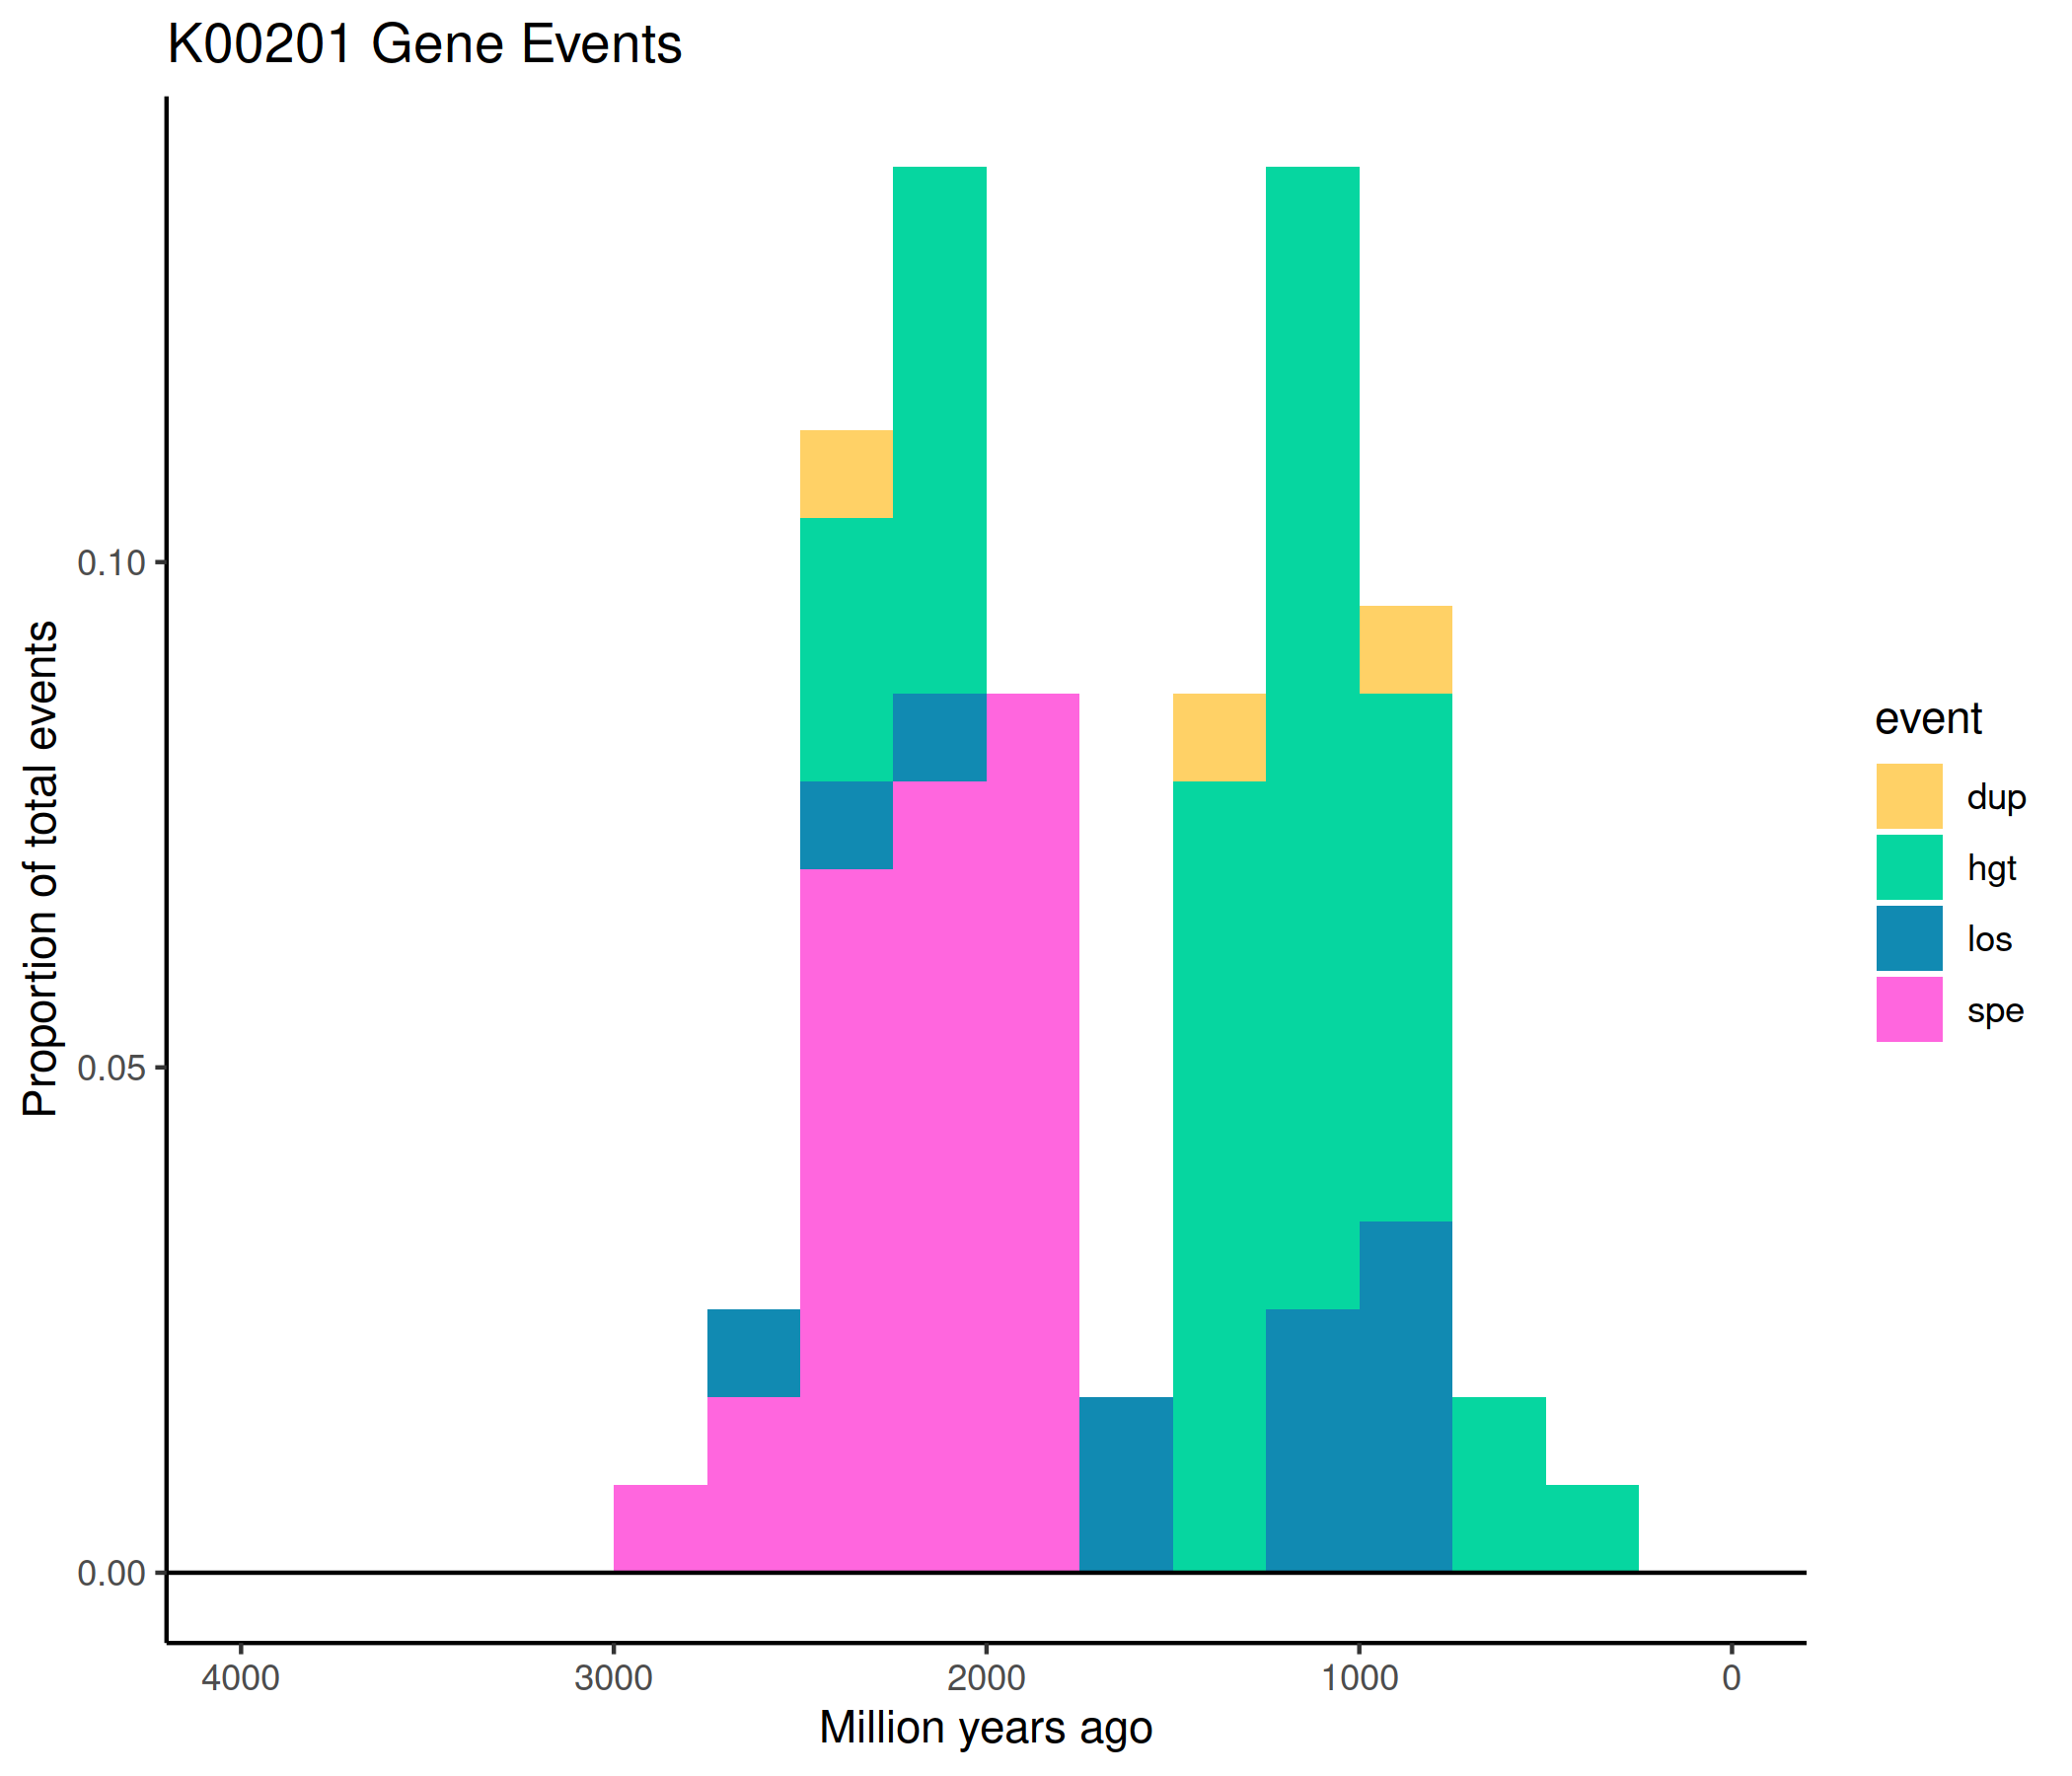 K00201 Gene Events
Proportion of total events
0.10
0.05
0.00
4000 3000 2000 1000 0
Million years ago
event
dup
hgt
los
spe